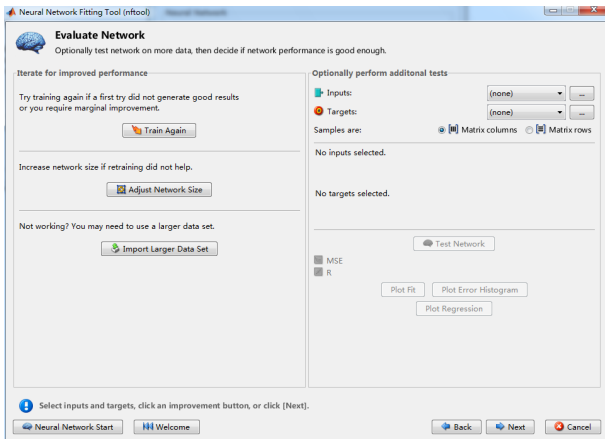 Neural Network Fitting Tool (nftool)
Evaluate Network
Optionally test network on more data, then decide if network performance is good enough.
Iterate for improved performance
Try training again if a first try did not generate good results
or you require marginal improvement.
Train Again
Increase network size if retraining did not help.
Adjust Network Size
Not working? You may need to use a larger data set.
Import Larger Data Set
Optionally perform additonal tests
Inputs: (none) ...
Targets: (none) ...
Samples are: Matrix columns Matrix rows
No inputs selected.
No targets selected.
Test Network
MSE
R
Plot Fit Plot Error Histogram
Plot Regression
Select inputs and targets, click an improvement button, or click [Next].
Neural Network Start Welcome Back Next Cancel